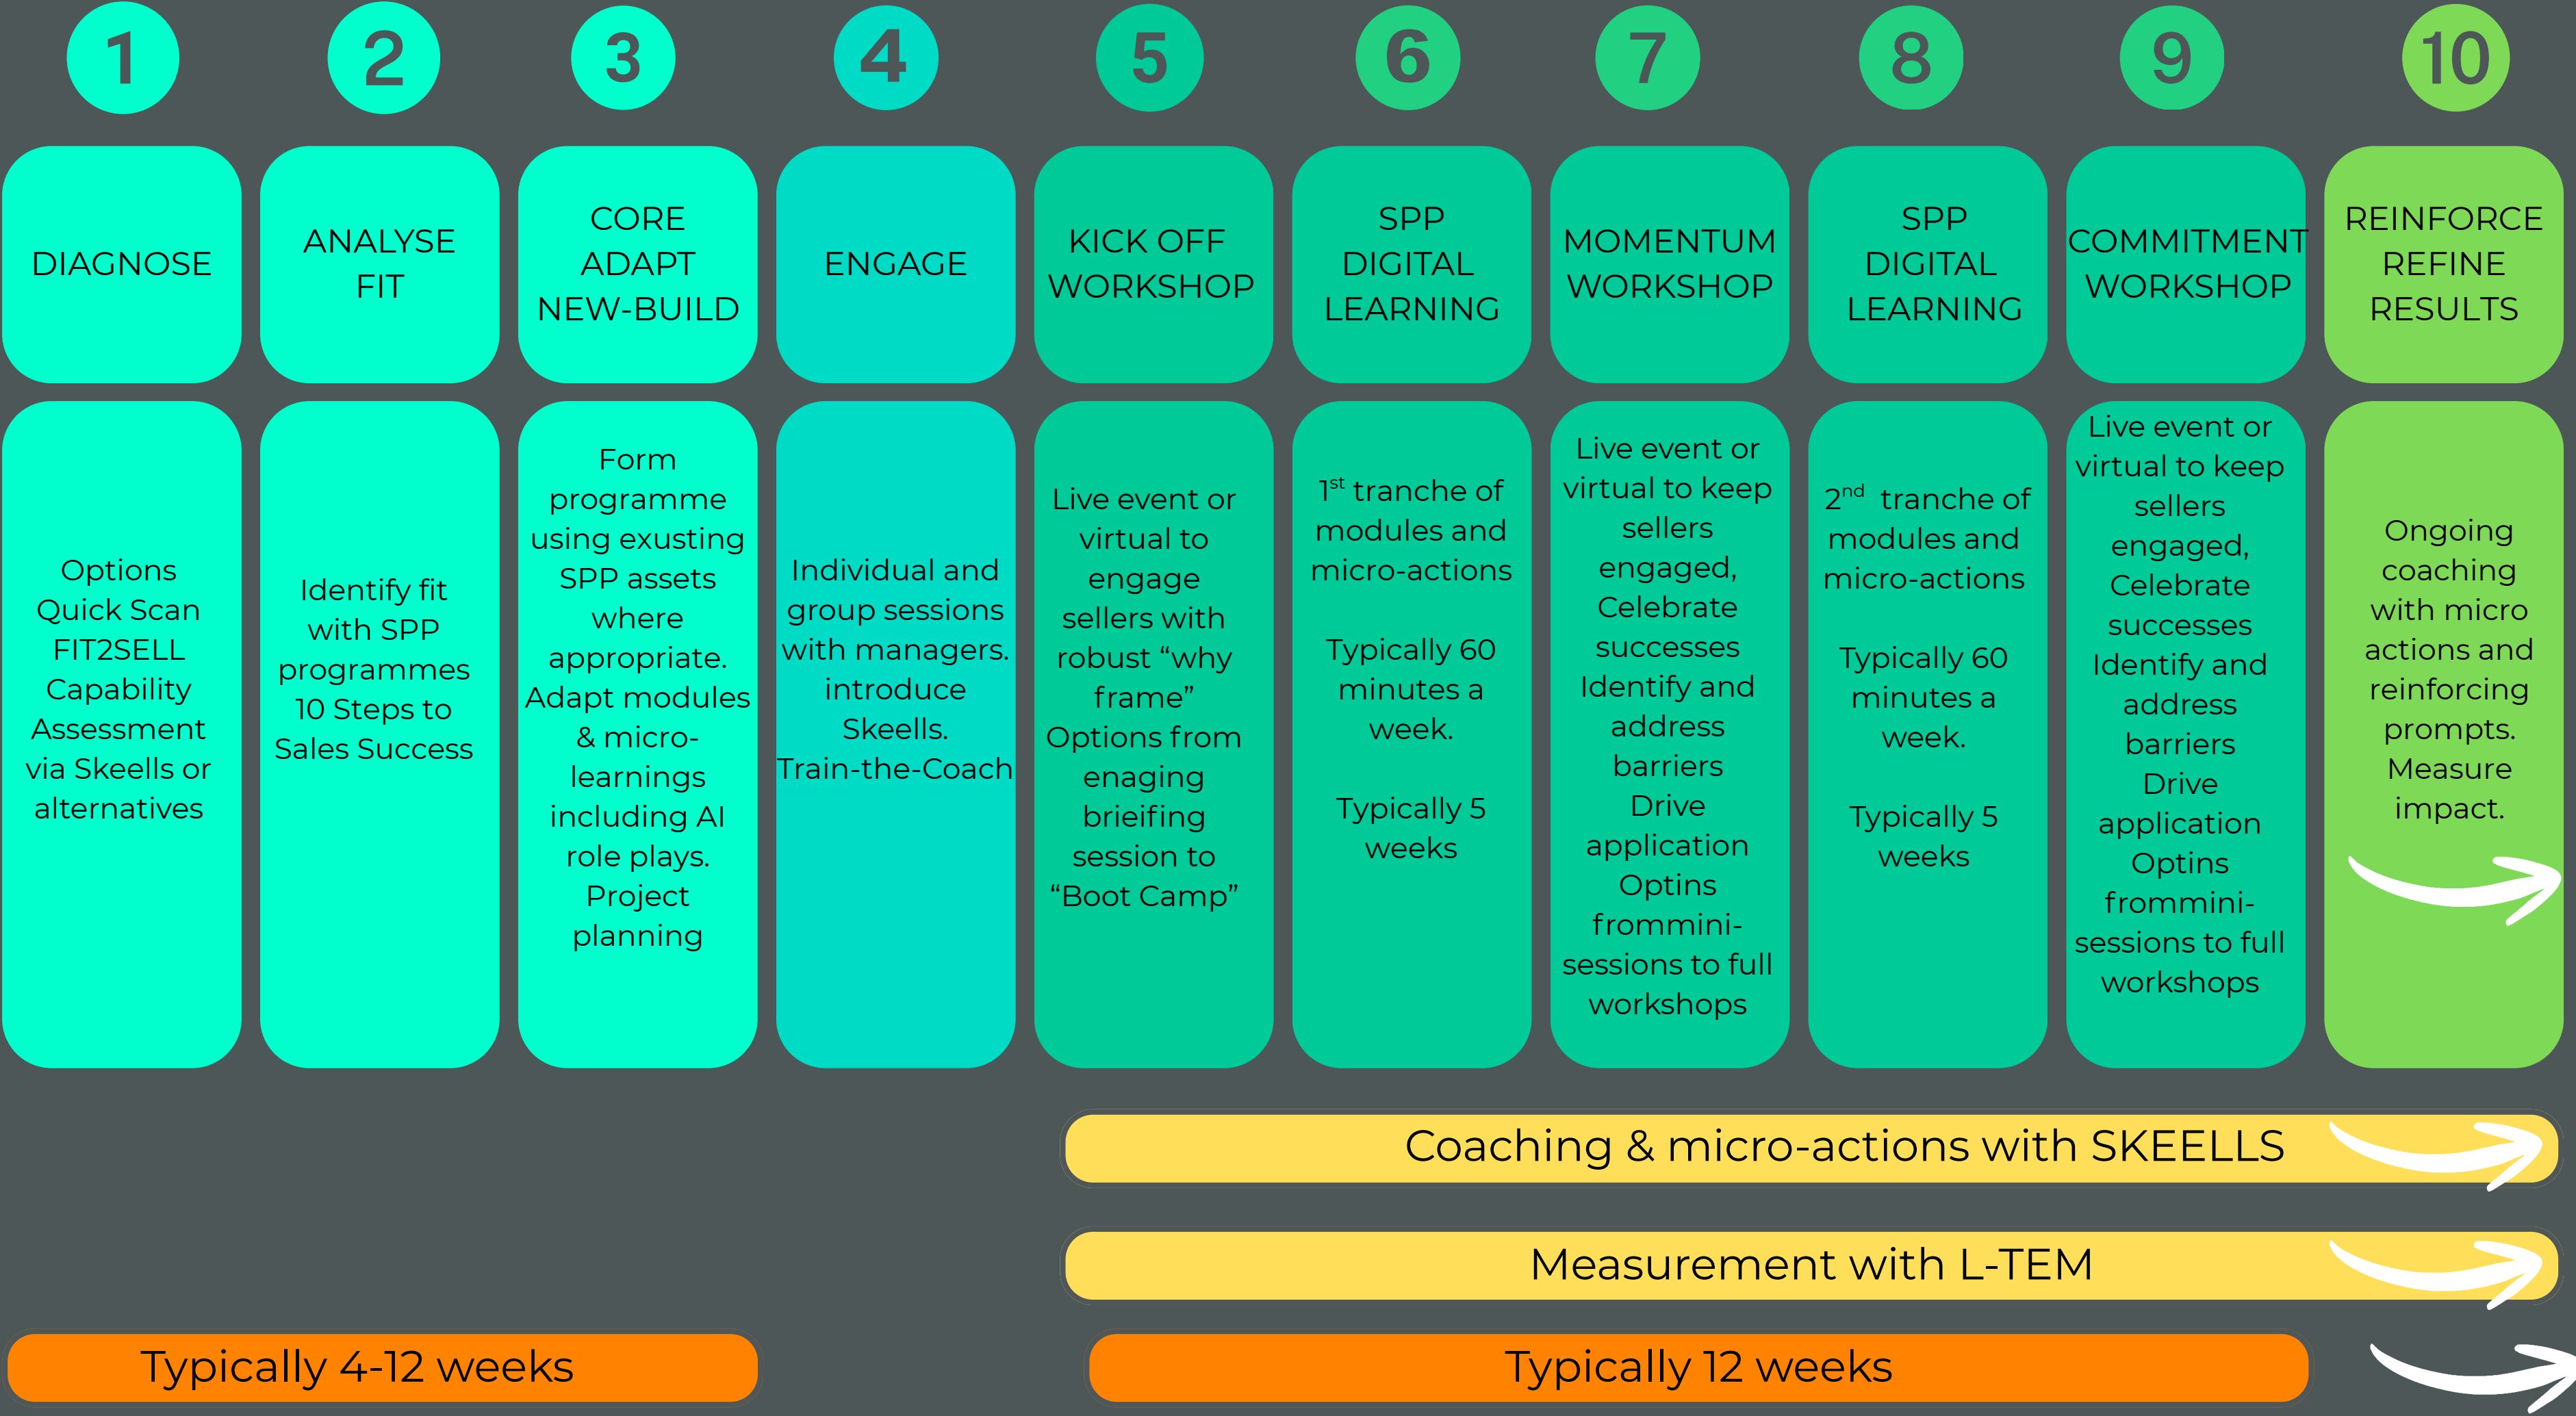 1
2
3
4
5
6
7
8
9
10
DIAGNOSE
ANALYSE
FIT
CORE
ADAPT
NEW-BUILD
ENGAGE
KICK OFF
WORKSHOP
SPP
DIGITAL
LEARNING
MOMENTUM
WORKSHOP
SPP
DIGITAL
LEARNING
COMMITMENT
WORKSHOP
REINFORCE
REFINE
RESULTS
Options
Quick Scan
FIT2SELL
Capability
Assessment
via Skeells or
alternatives
Identify fit
with SPP
programmes
10 Steps to
Sales Success
Form
programme
using exusting
SPP assets
where
appropriate.
Adapt modules
& micro-
learnings
including AI
role plays.
Project
planning
Individual and
group sessions
with managers.
introduce
Skeells.
Train-the-Coach
Live event or
virtual to
engage
sellers with
robust “why
frame”
Options from
enaging
brieifing
session to
“Boot Camp”
1st tranche of
modules and
micro-actions
Typically 60
minutes a
week.
Typically 5
weeks
Live event or
virtual to keep
sellers
engaged,
Celebrate
successes
Identify and
address
barriers
Drive
application
Optins
frommini-
sessions to full
workshops
2nd tranche of
modules and
micro-actions
Typically 60
minutes a
week.
Typically 5
weeks
Live event or
virtual to keep
sellers
engaged,
Celebrate
successes
Identify and
address
barriers
Drive
application
Optins
frommini-
sessions to full
workshops
Ongoing
coaching
with micro
actions and
reinforcing
prompts.
Measure
impact.
Coaching & micro-actions with SKEELLS
Measurement with L-TEM
Typically 4-12 weeks
Typically 12 weeks